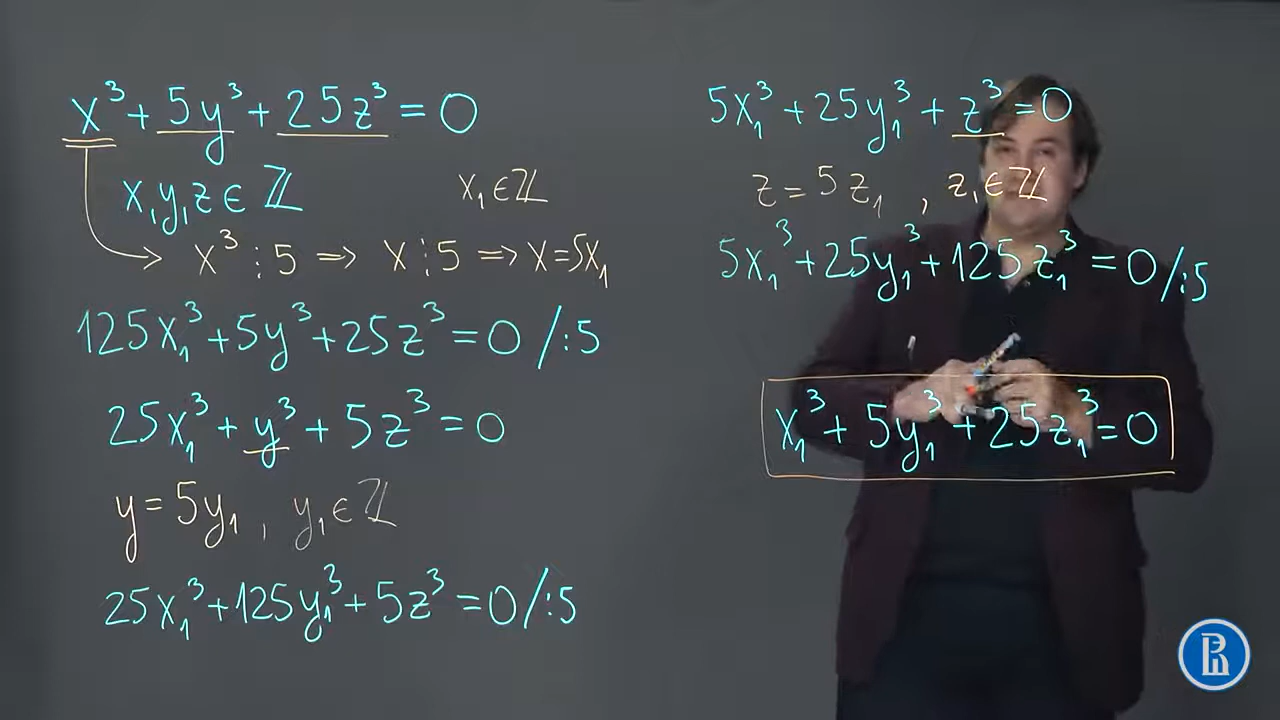 x³ + 5y³ + 25z³ = 0
x, y, z ∈ ℤ
x₁ ∈ ℤ
x³ ⋮ 5 ⇒ x ⋮ 5 ⇒ x = 5x₁
125x₁³ + 5y³ + 25z³ = 0 /:5
25x₁³ + y³ + 5z³ = 0
y = 5y₁ , y₁ ∈ ℤ
25x₁³ + 125y₁³ + 5z³ = 0 /:5
5x₁³ + 25y₁³ + z³ = 0
z = 5z₁ , z₁ ∈ ℤ
5x₁³ + 25y₁³ + 125z₁³ = 0 /:5
x₁³ + 5y₁³ + 25z₁³ = 0